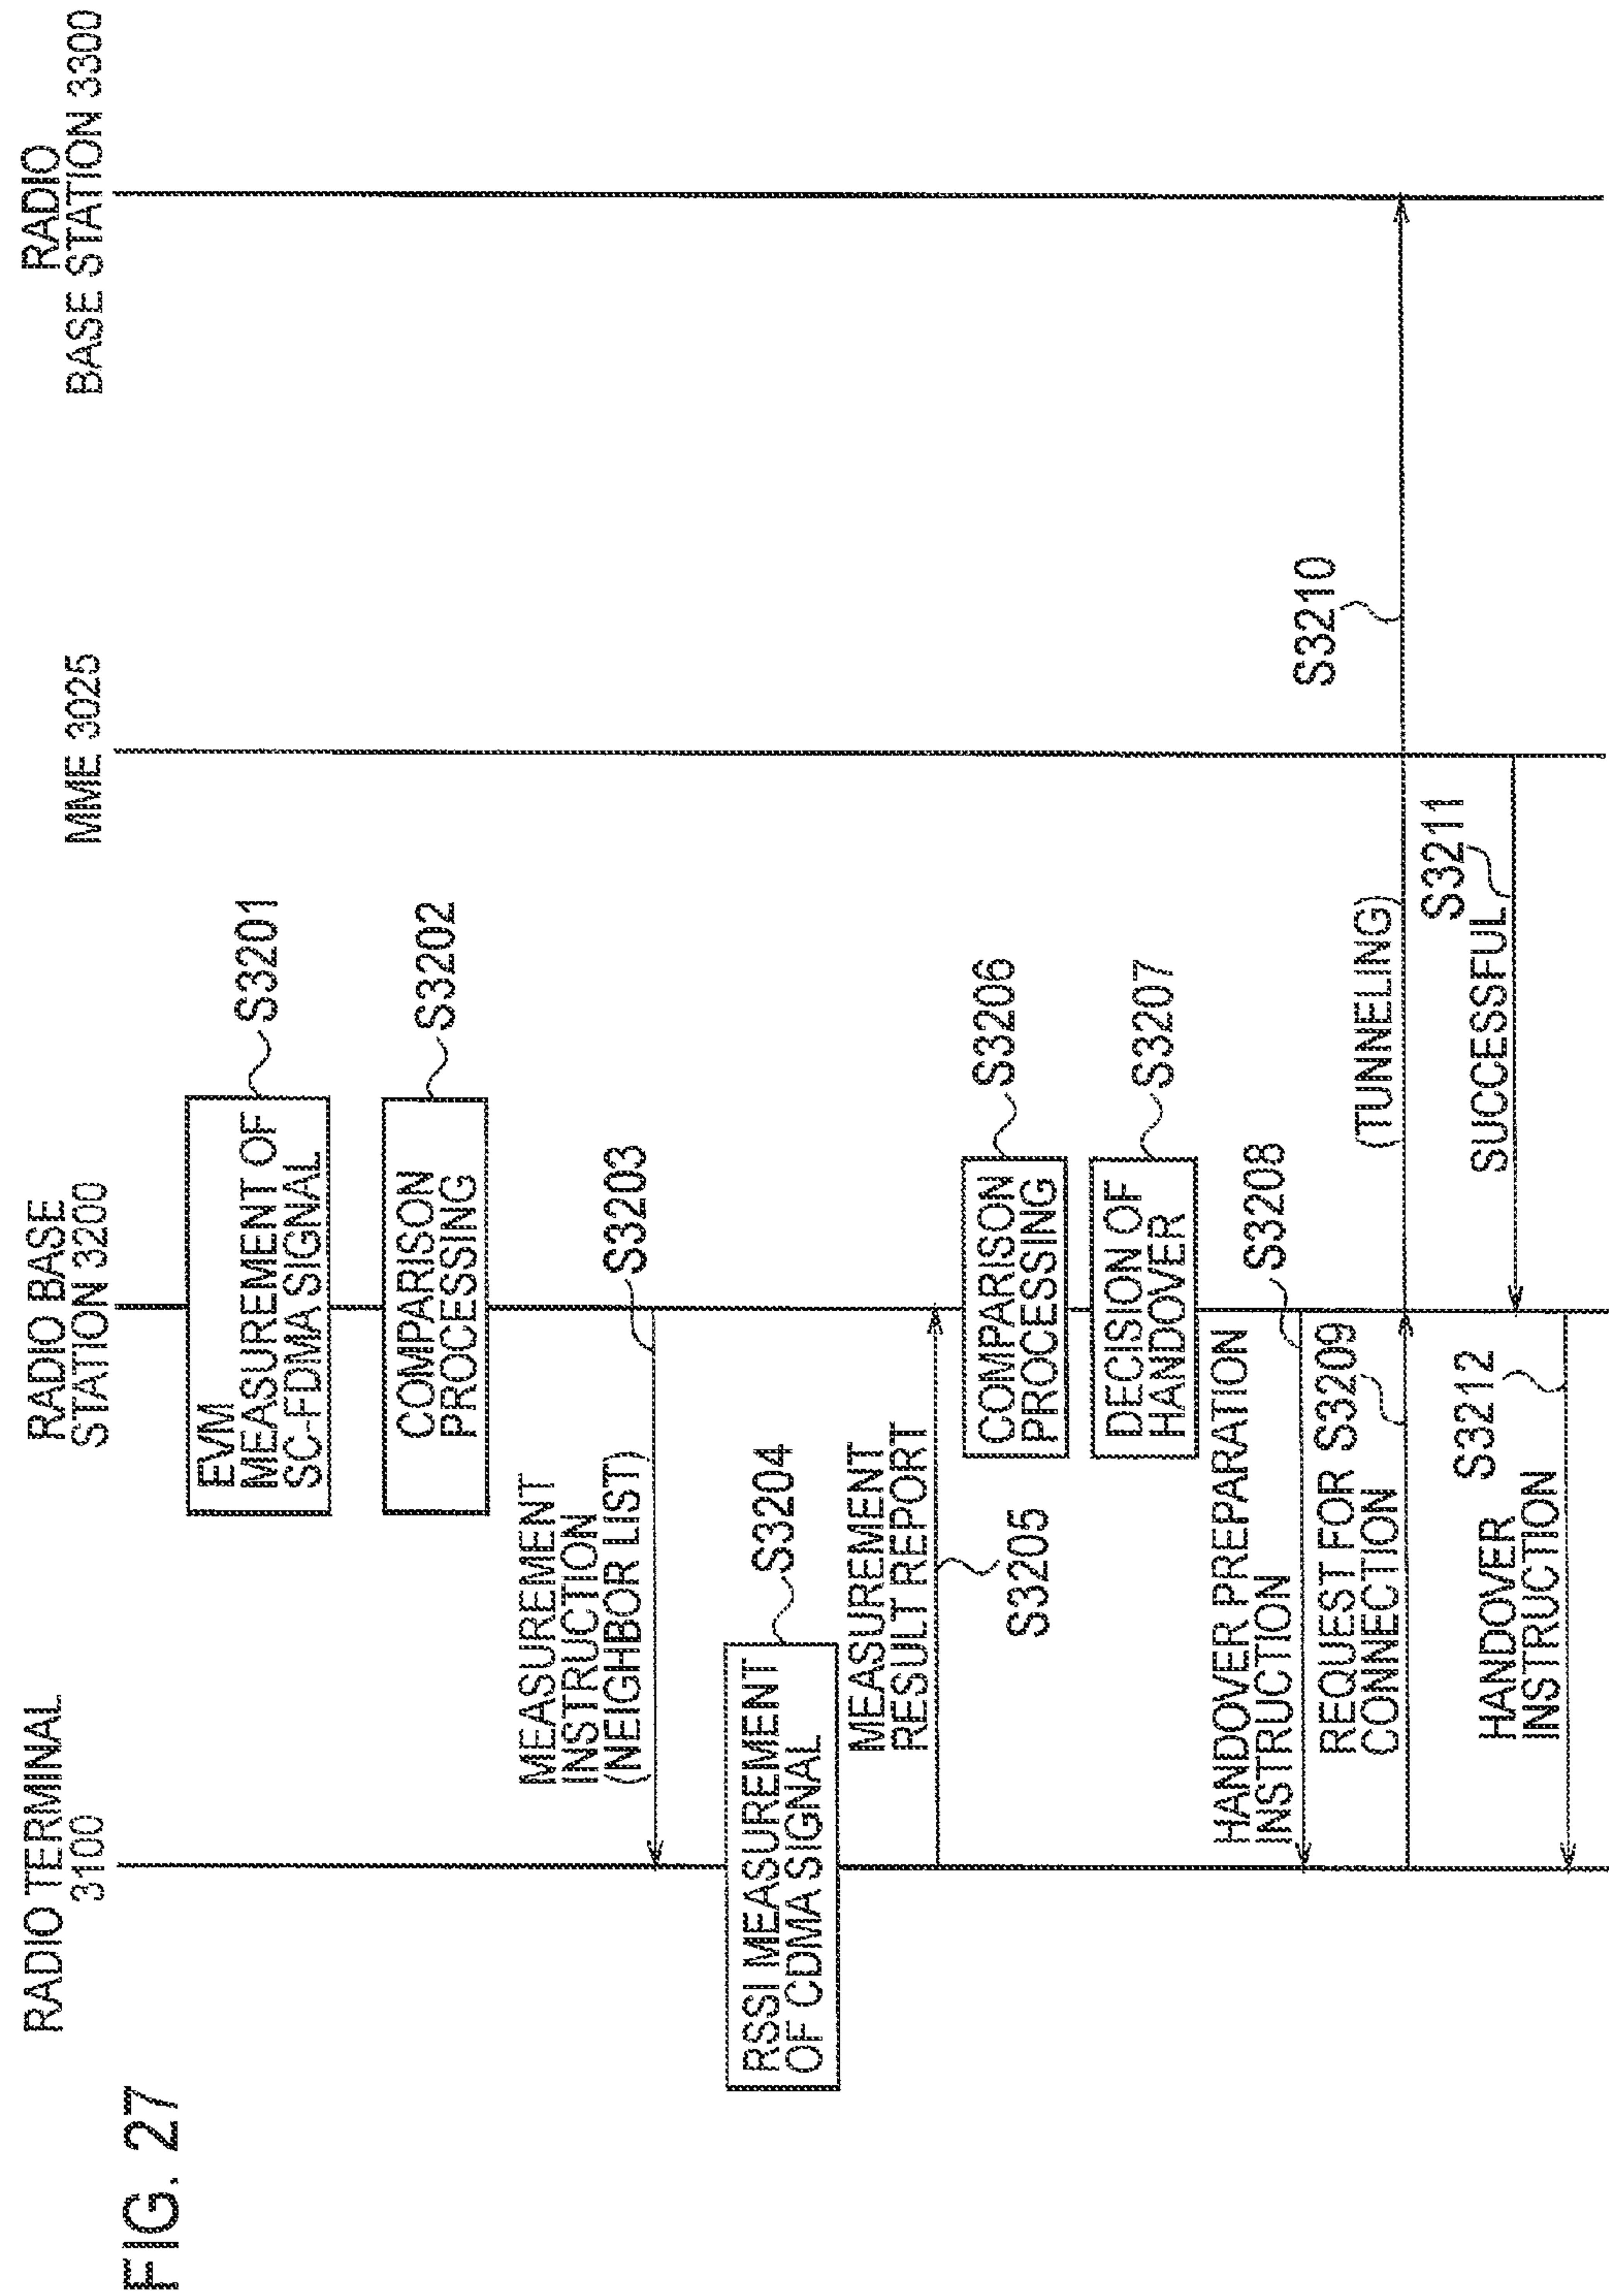 FIG. 27
RADIO TERMINAL
3100
RADIO BASE
STATION 3200
MME 3025
RADIO
BASE STATION 3300
EVM
MEASUREMENT OF
SC-FDMA SIGNAL
S3201
COMPARISON
PROCESSING
S3202
MEASUREMENT
INSTRUCTION
(NEIGHBOR LIST)
S3203
RSSI MEASUREMENT
OF CDMA SIGNAL
S3204
MEASUREMENT
RESULT REPORT
S3205
COMPARISON
PROCESSING
S3206
DECISION OF
HANDOVER
S3207
HANDOVER PREPARATION
INSTRUCTION
S3208
REQUEST FOR
CONNECTION
S3209
(TUNNELING)
S3210
S3211
SUCCESSFUL
HANDOVER
INSTRUCTION
S3212